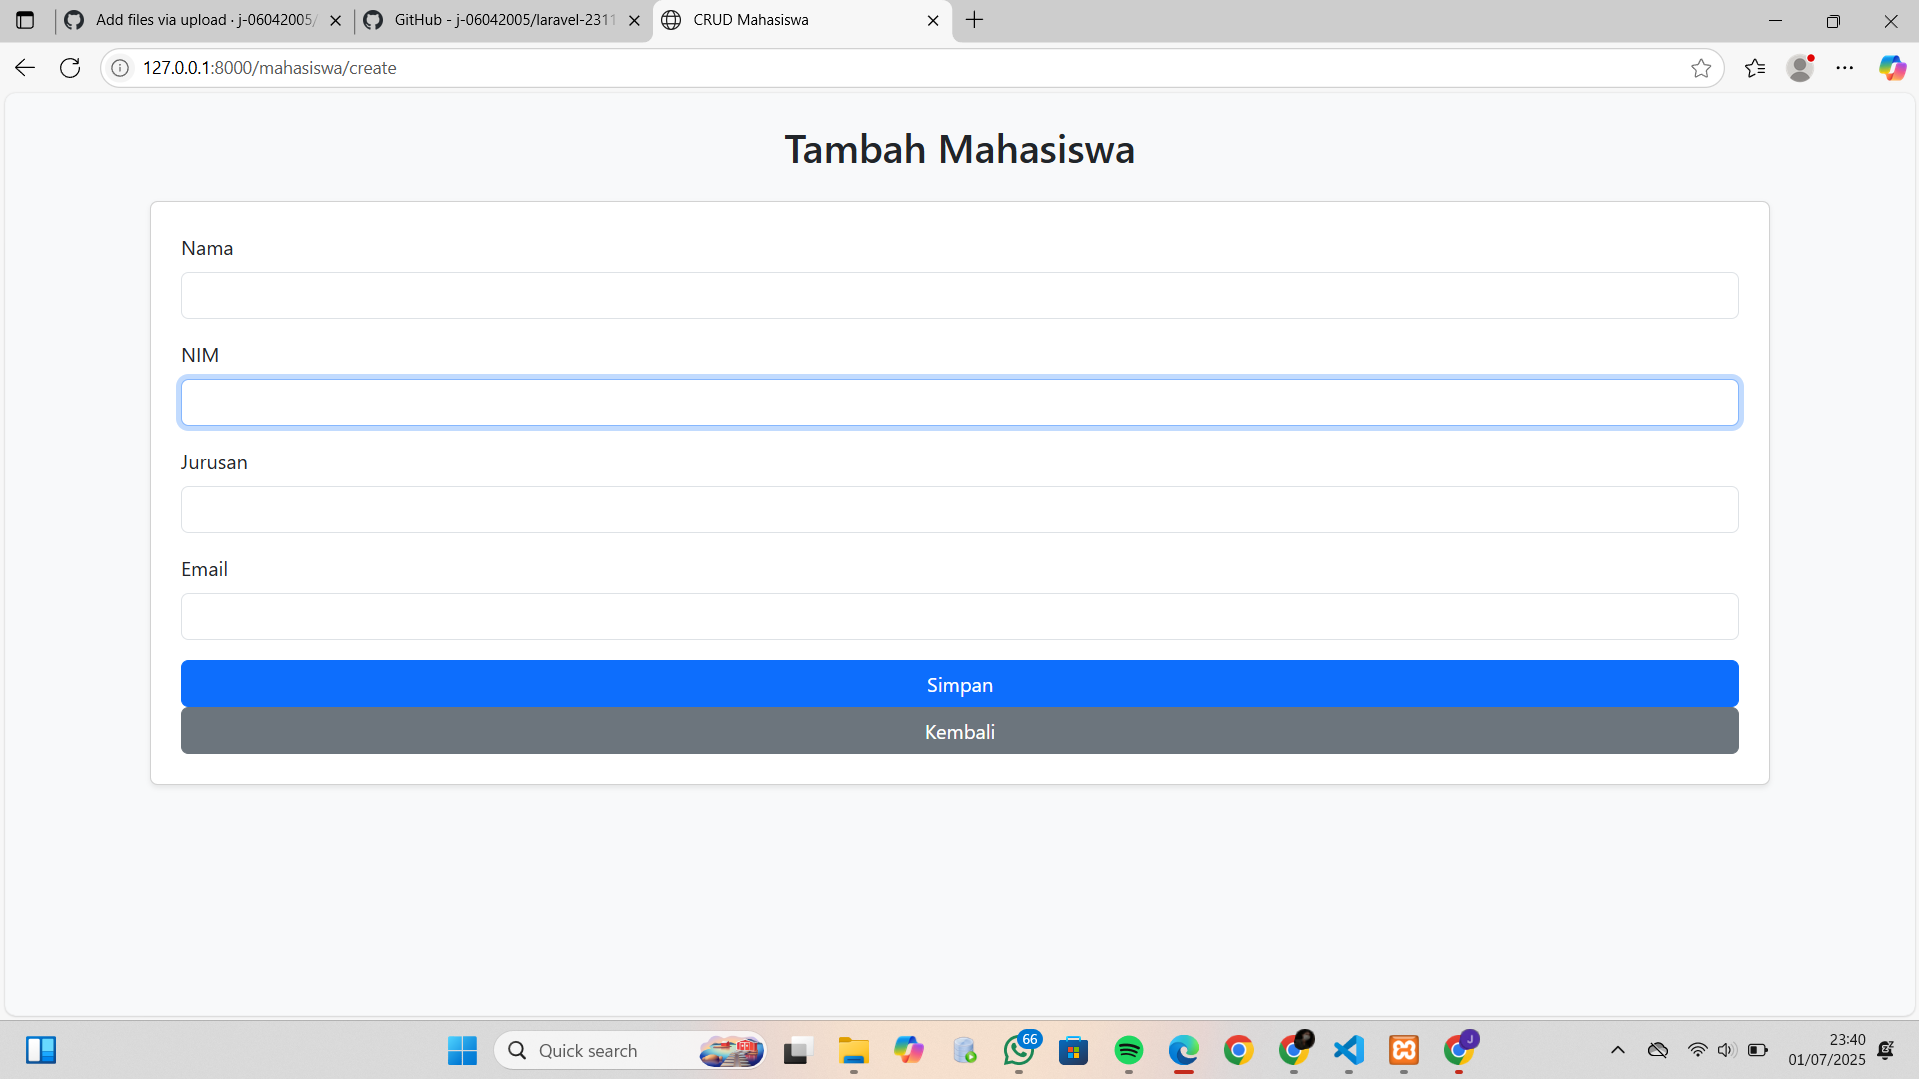 Add files via upload · j-06042005/
GitHub - j-06042005/laravel-2311
CRUD Mahasiswa
127.0.0.1:8000/mahasiswa/create
Tambah Mahasiswa
Nama
NIM
Jurusan
Email
Simpan
Kembali
Quick search
66
J
23:40
01/07/2025